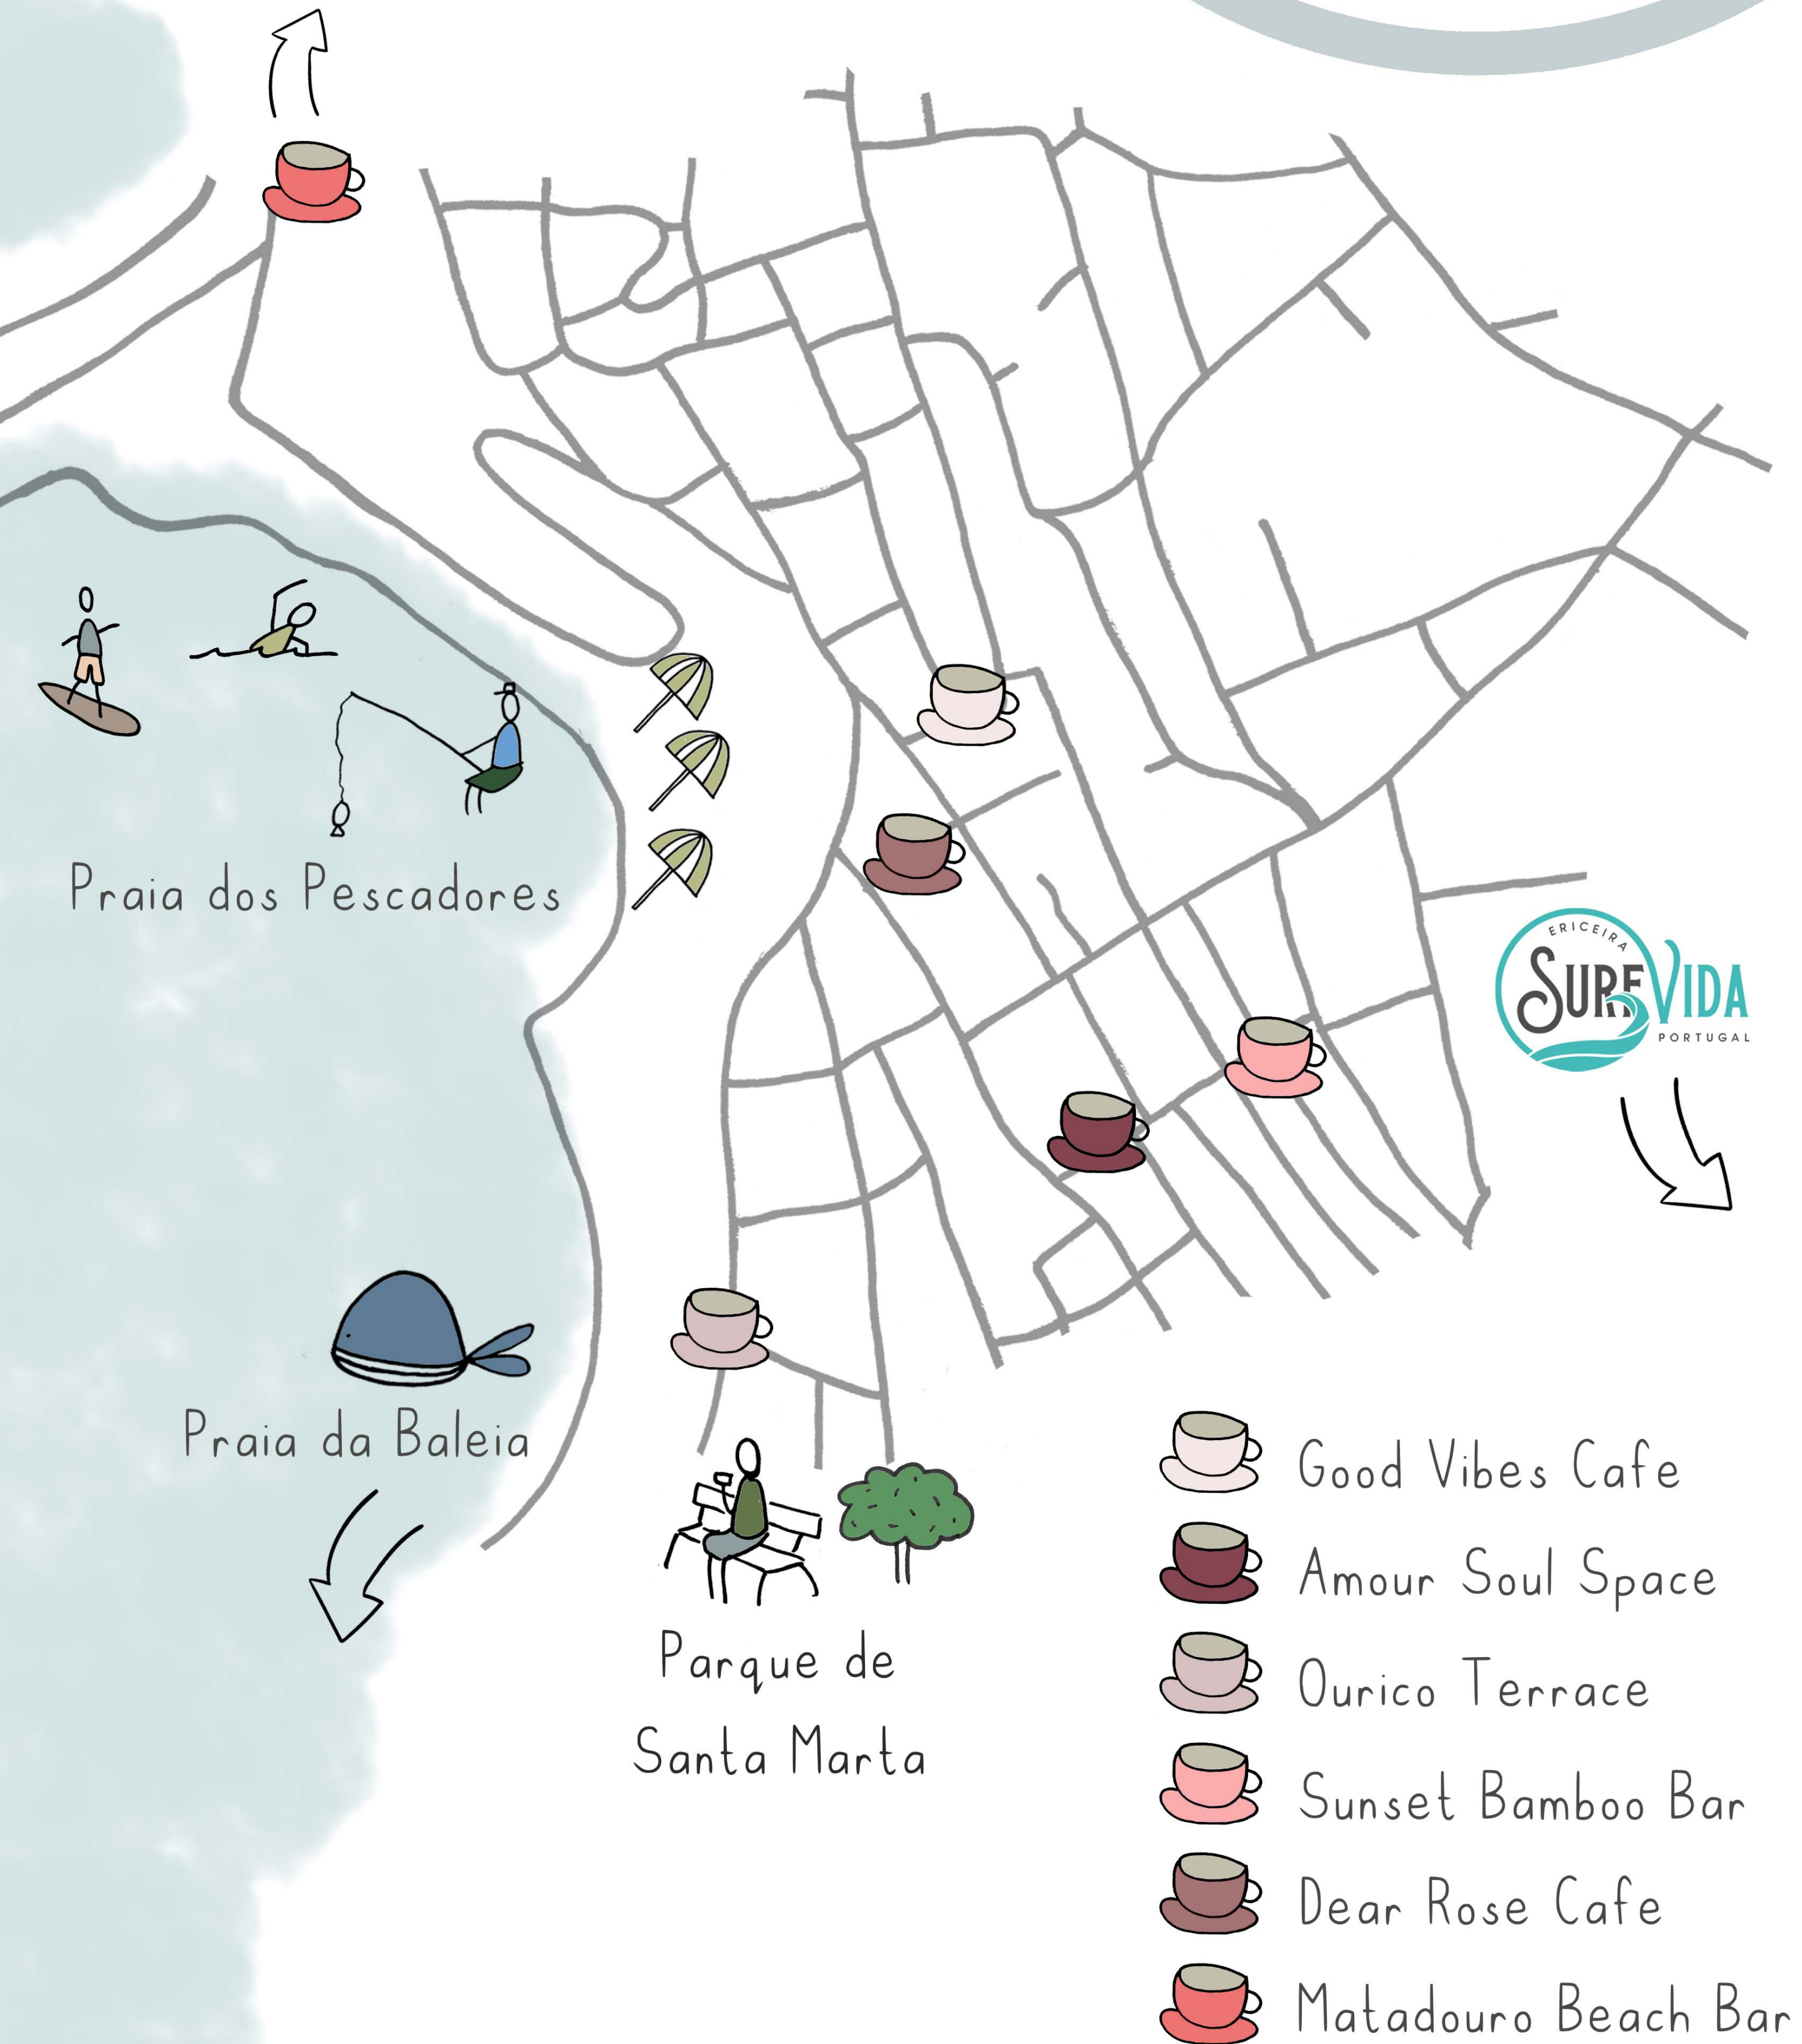 Praia dos Pescadores
ERICEIRA
SURF VIDA
PORTUGAL
Praia da Baleia
Parque de
Santa Marta
Good Vibes Cafe
Amour Soul Space
Ourico Terrace
Sunset Bamboo Bar
Dear Rose Cafe
Matadouro Beach Bar